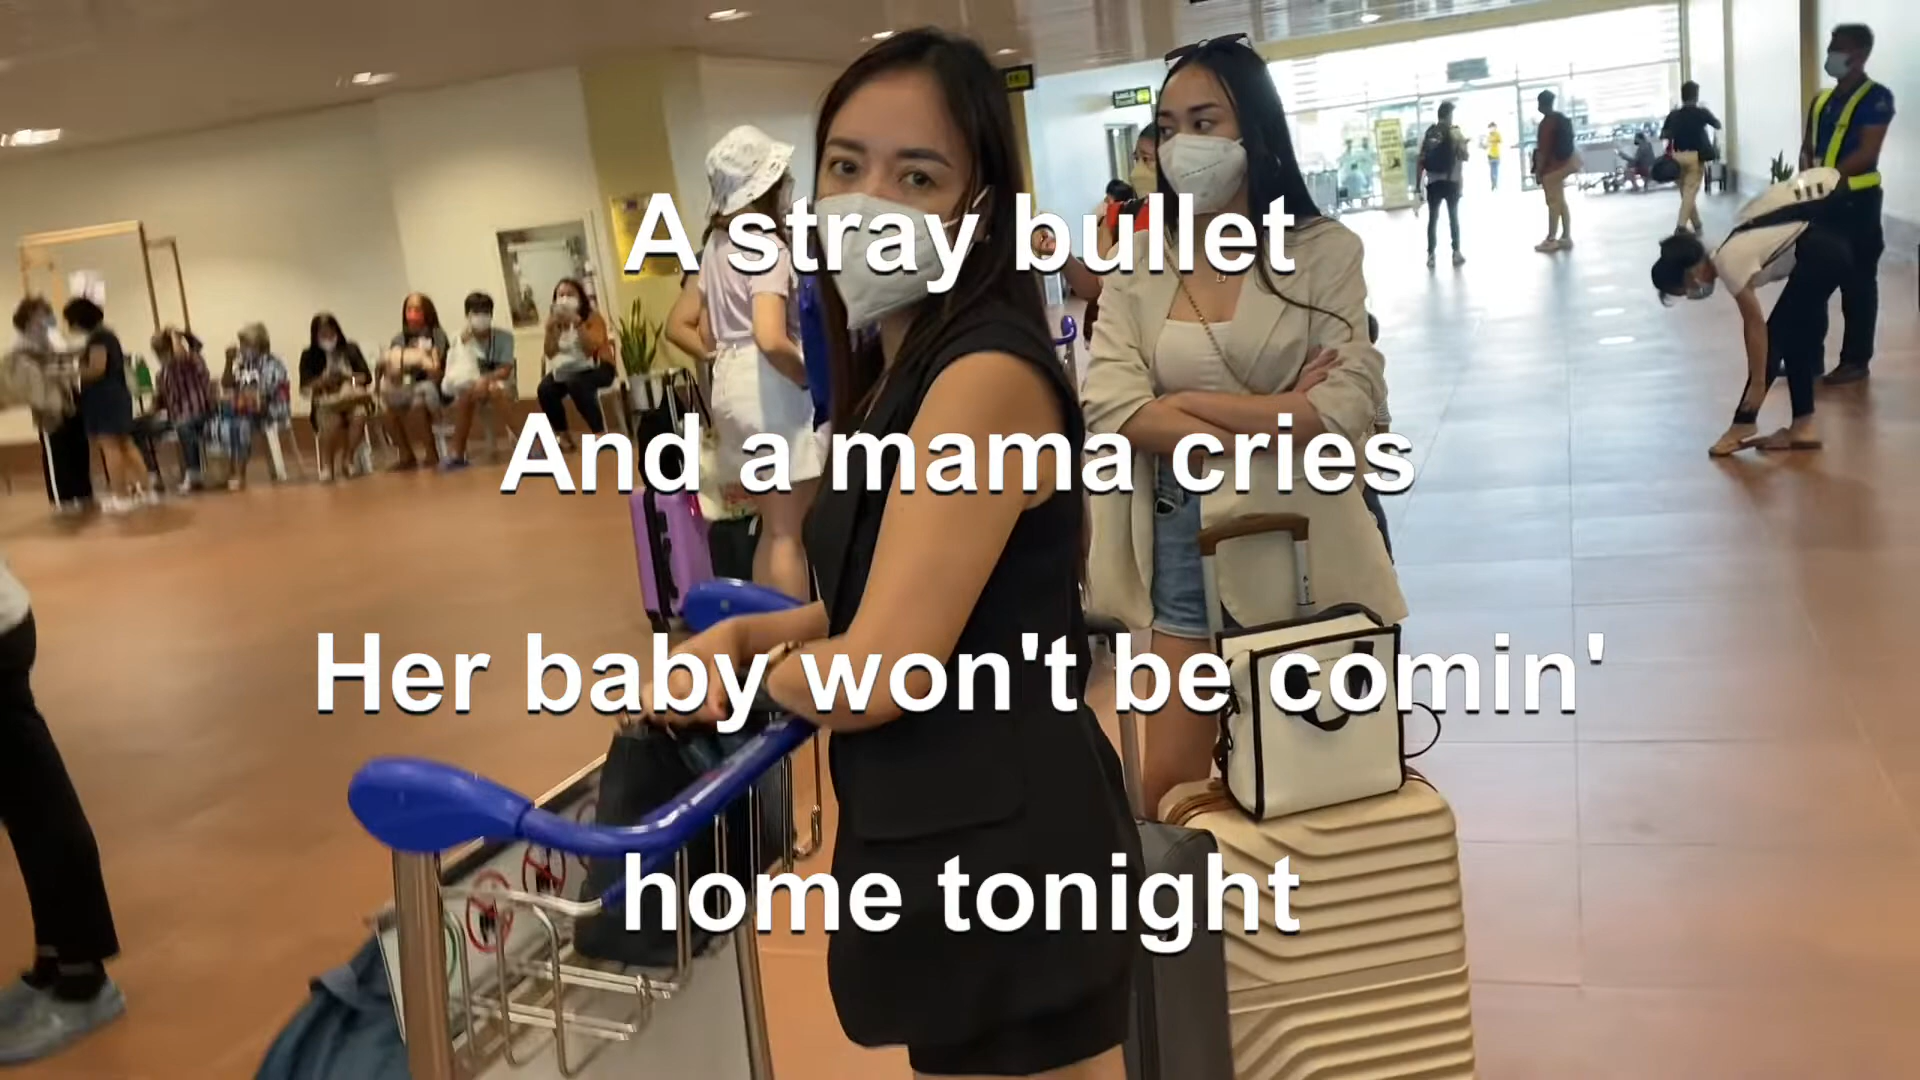 A stray bullet
And a mama cries
Her baby won't be comin'
home tonight